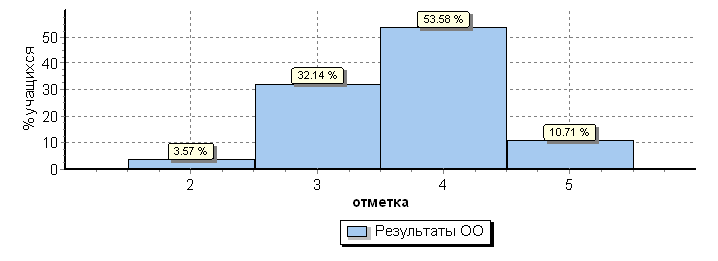 53.58 %
50
% учащихся
40
32.14 %
30
20
10.71 %
10
3.57 %
0
2 3 4 5
отметка
Результаты ОО